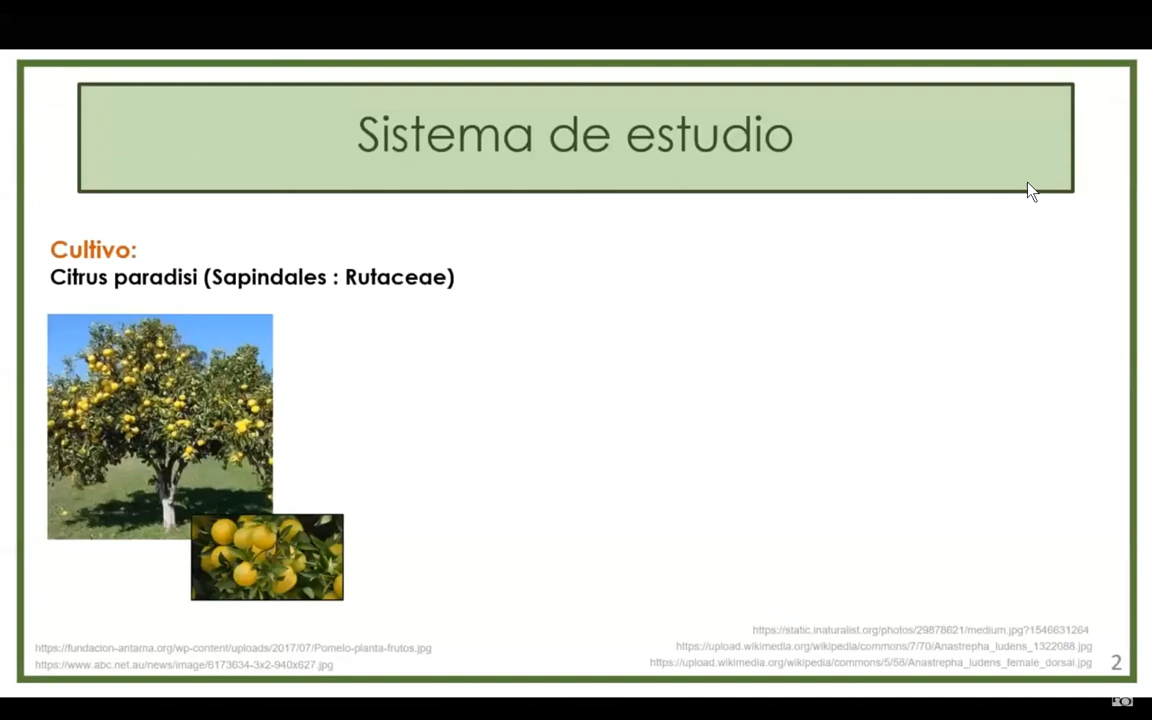 Sistema de estudio
Cultivo:
Citrus paradisi (Sapindales : Rutaceae)
https://static.inaturalist.org/photos/29878621/medium.jpg?1546631264
https://fundacion-antama.org/wp-content/uploads/2017/07/Pomelo-planta-frutos.jpg
https://upload.wikimedia.org/wikipedia/commons/7/70/Anastrepha_ludens_1322088.jpg
https://www.abc.net.au/news/image/6173634-3x2-940x627.jpg
https://upload.wikimedia.org/wikipedia/commons/5/58/Anastrepha_ludens_female_dorsal.jpg
2